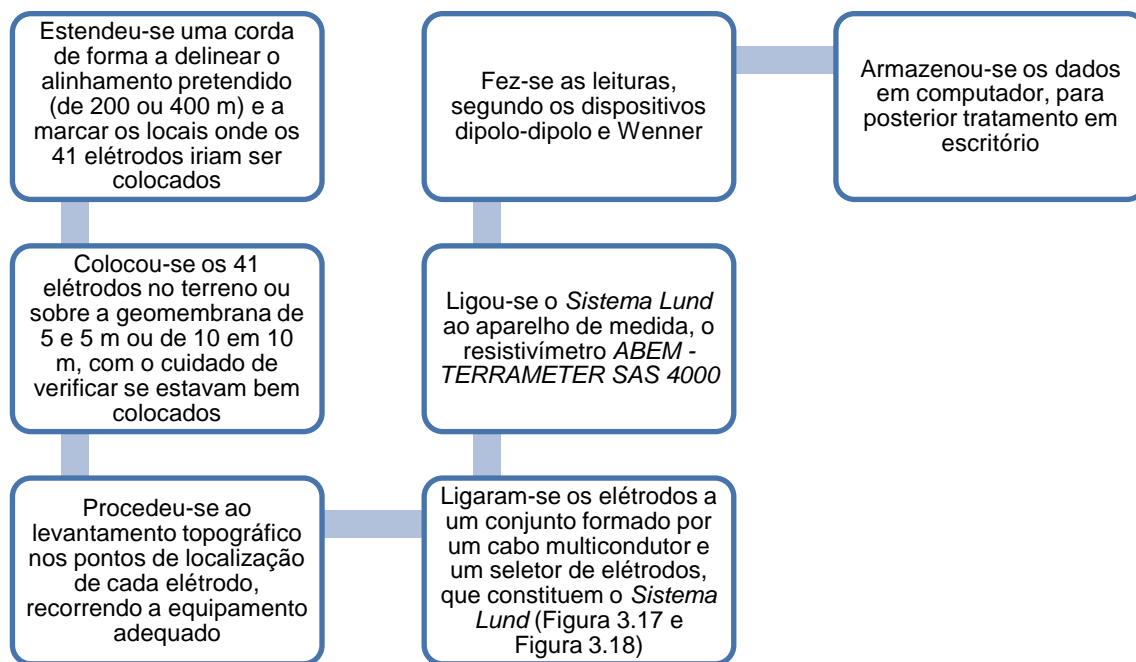 Estendeu-se uma corda
de forma a delinear o
alinhamento pretendido
(de 200 ou 400 m) e a
marcar os locais onde os
41 elétrodos iriam ser
colocados
Colocou-se os 41
elétrodos no terreno ou
sobre a geomembrana de
5 e 5 m ou de 10 em 10
m, com o cuidado de
verificar se estavam bem
colocados
Procedeu-se ao
levantamento topográfico
nos pontos de localização
de cada elétrodo,
recorrendo a equipamento
adequado
Ligaram-se os elétrodos a
um conjunto formado por
um cabo multicondutor e
um seletor de elétrodos,
que constituem o Sistema
Lund (Figura 3.17 e
Figura 3.18)
Ligou-se o Sistema Lund
ao aparelho de medida, o
resistivímetro ABEM -
TERRAMETER SAS 4000
Fez-se as leituras,
segundo os dispositivos
dipolo-dipolo e Wenner
Armazenou-se os dados
em computador, para
posterior tratamento em
escritório